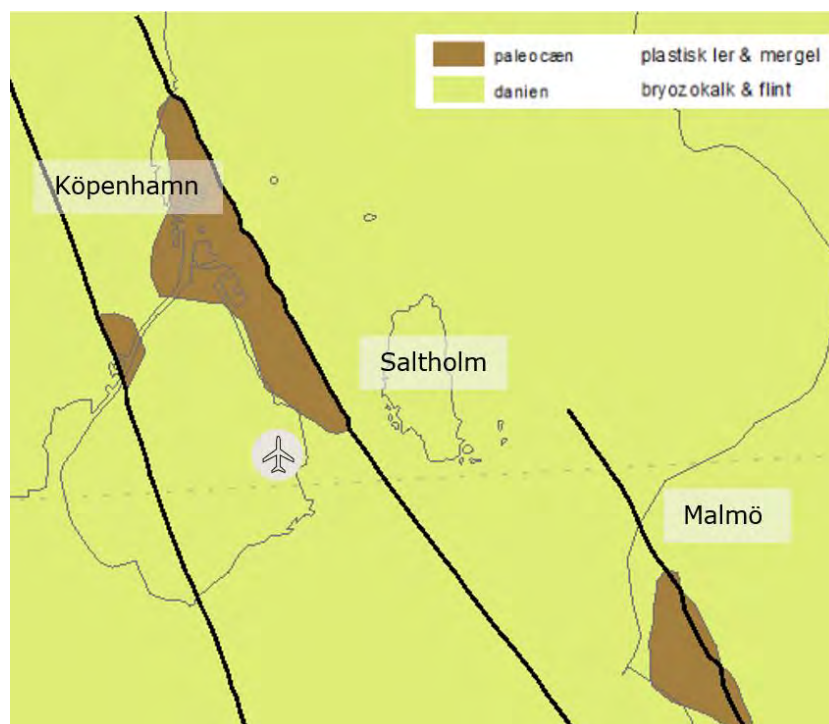 paleocæn plastisk ler & mergel
danien bryozokalk & flint
Köpenhamn
Saltholm
Malmö